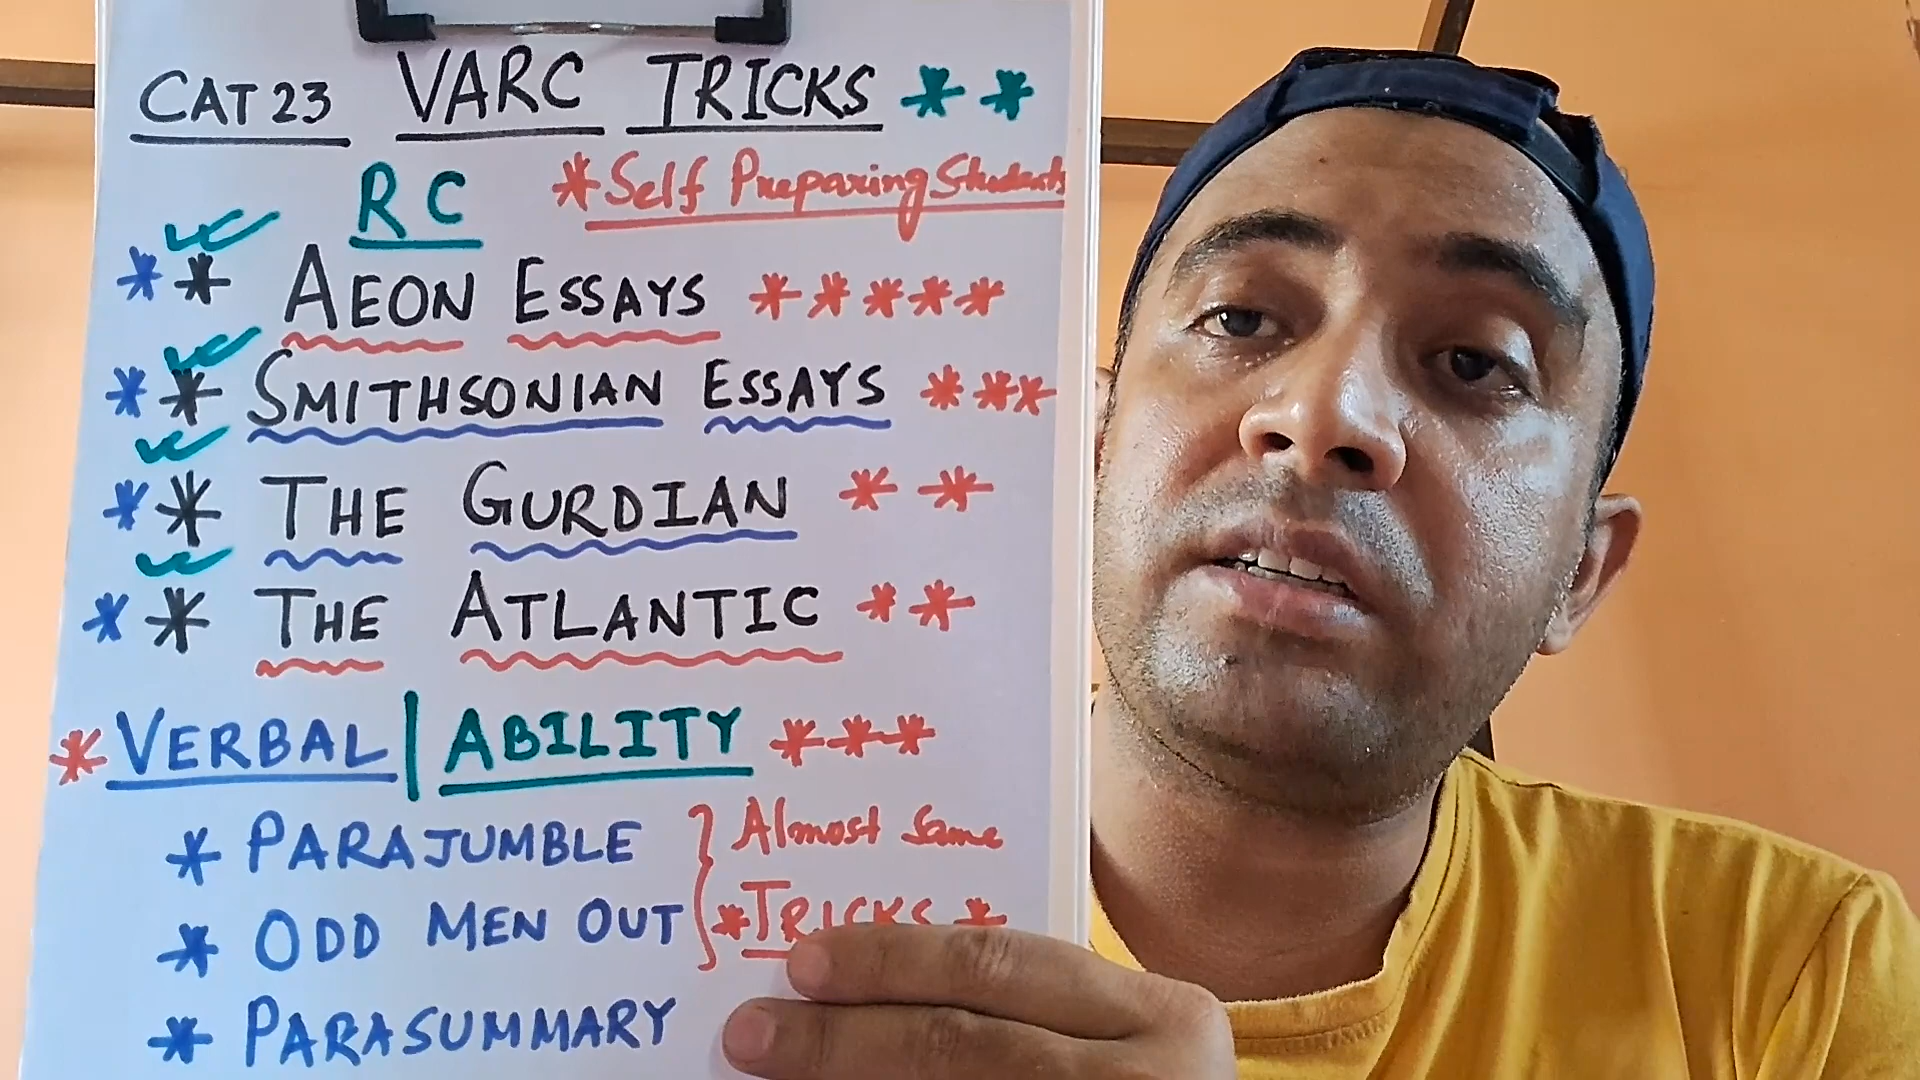 CAT 23 VARC TRICKS **
RC *Self Preparing Students
** AEON ESSAYS *****
** SMITHSONIAN ESSAYS ***
** THE GURDIAN **
** THE ATLANTIC **
* VERBAL | ABILITY ***
* PARAJUMBLE } Almost Same
* ODD MEN OUT *TRICKS *
* PARASUMMARY